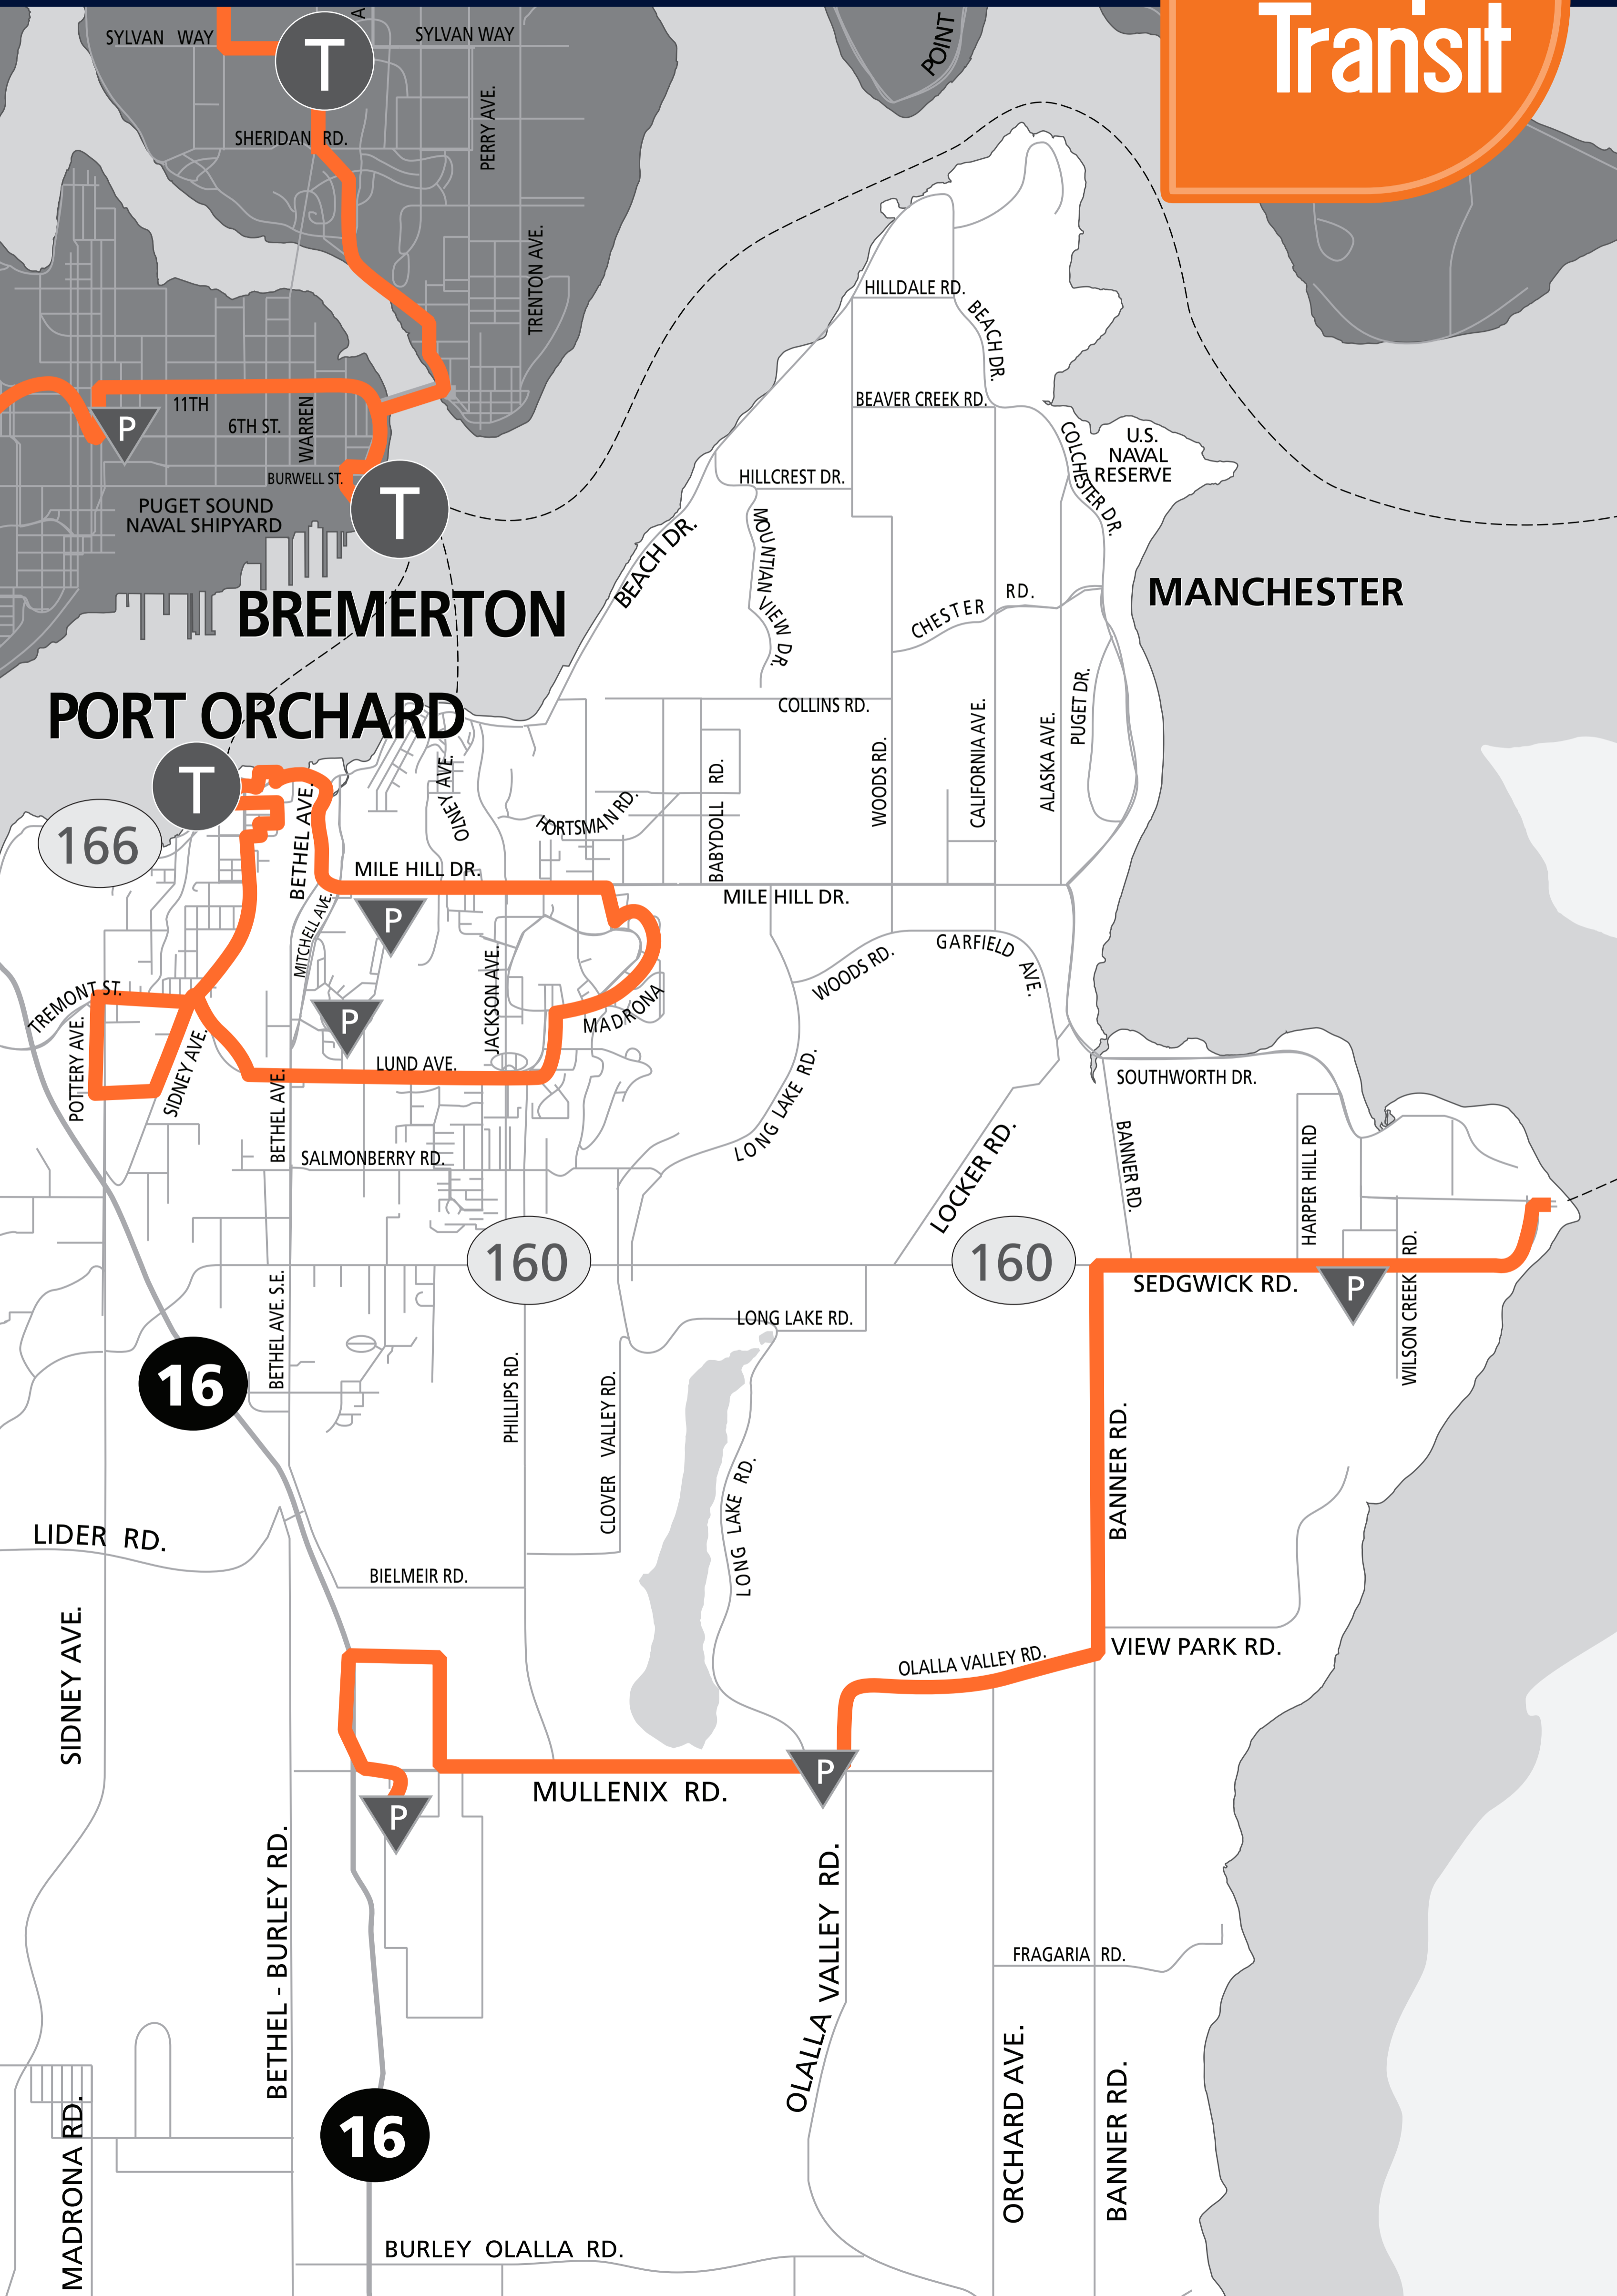 Transit
SYLVAN WAY
T
A
SYLVAN WAY
POINT
SHERIDAN RD.
PERRY AVE.
TRENTON AVE.
HILLDALE RD.
BEACH DR.
11TH
P
6TH ST.
WARREN
BEAVER CREEK RD.
COLCHESTER DR.
U.S.
NAVAL
RESERVE
BURWELL ST.
HILLCREST DR.
PUGET SOUND
NAVAL SHIPYARD
T
MOUNTIAN VIEW DR.
BEACH DR.
BREMERTON
CHESTER RD.
MANCHESTER
PORT ORCHARD
COLLINS RD.
PUGET DR.
T
166
BETHEL AVE.
OLNEY AVE.
HORTSMAN RD.
BABYDOLL RD.
WOODS RD.
CALIFORNIA AVE.
ALASKA AVE.
MILE HILL DR.
MILE HILL DR.
P
MITCHELL AVE.
JACKSON AVE.
WOODS RD.
GARFIELD AVE.
TREMONT ST.
P
MADRONA
POTTERY AVE.
SIDNEY AVE.
LUND AVE.
BETHEL AVE.
LONG LAKE RD.
SOUTHWORTH DR.
SALMONBERRY RD.
LOCKER RD.
BANNER RD.
HARPER HILL RD
160
160
SEDGWICK RD.
P
WILSON CREEK RD.
BETHEL AVE. S.E.
LONG LAKE RD.
16
PHILLIPS RD.
CLOVER VALLEY RD.
LONG LAKE RD.
BANNER RD.
LIDER RD.
BIELMEIR RD.
SIDNEY AVE.
OLALLA VALLEY RD.
VIEW PARK RD.
P
MULLENIX RD.
P
BETHEL - BURLEY RD.
OLALLA VALLEY RD.
FRAGARIA RD.
ORCHARD AVE.
BANNER RD.
MADRONA RD.
16
BURLEY OLALLA RD.